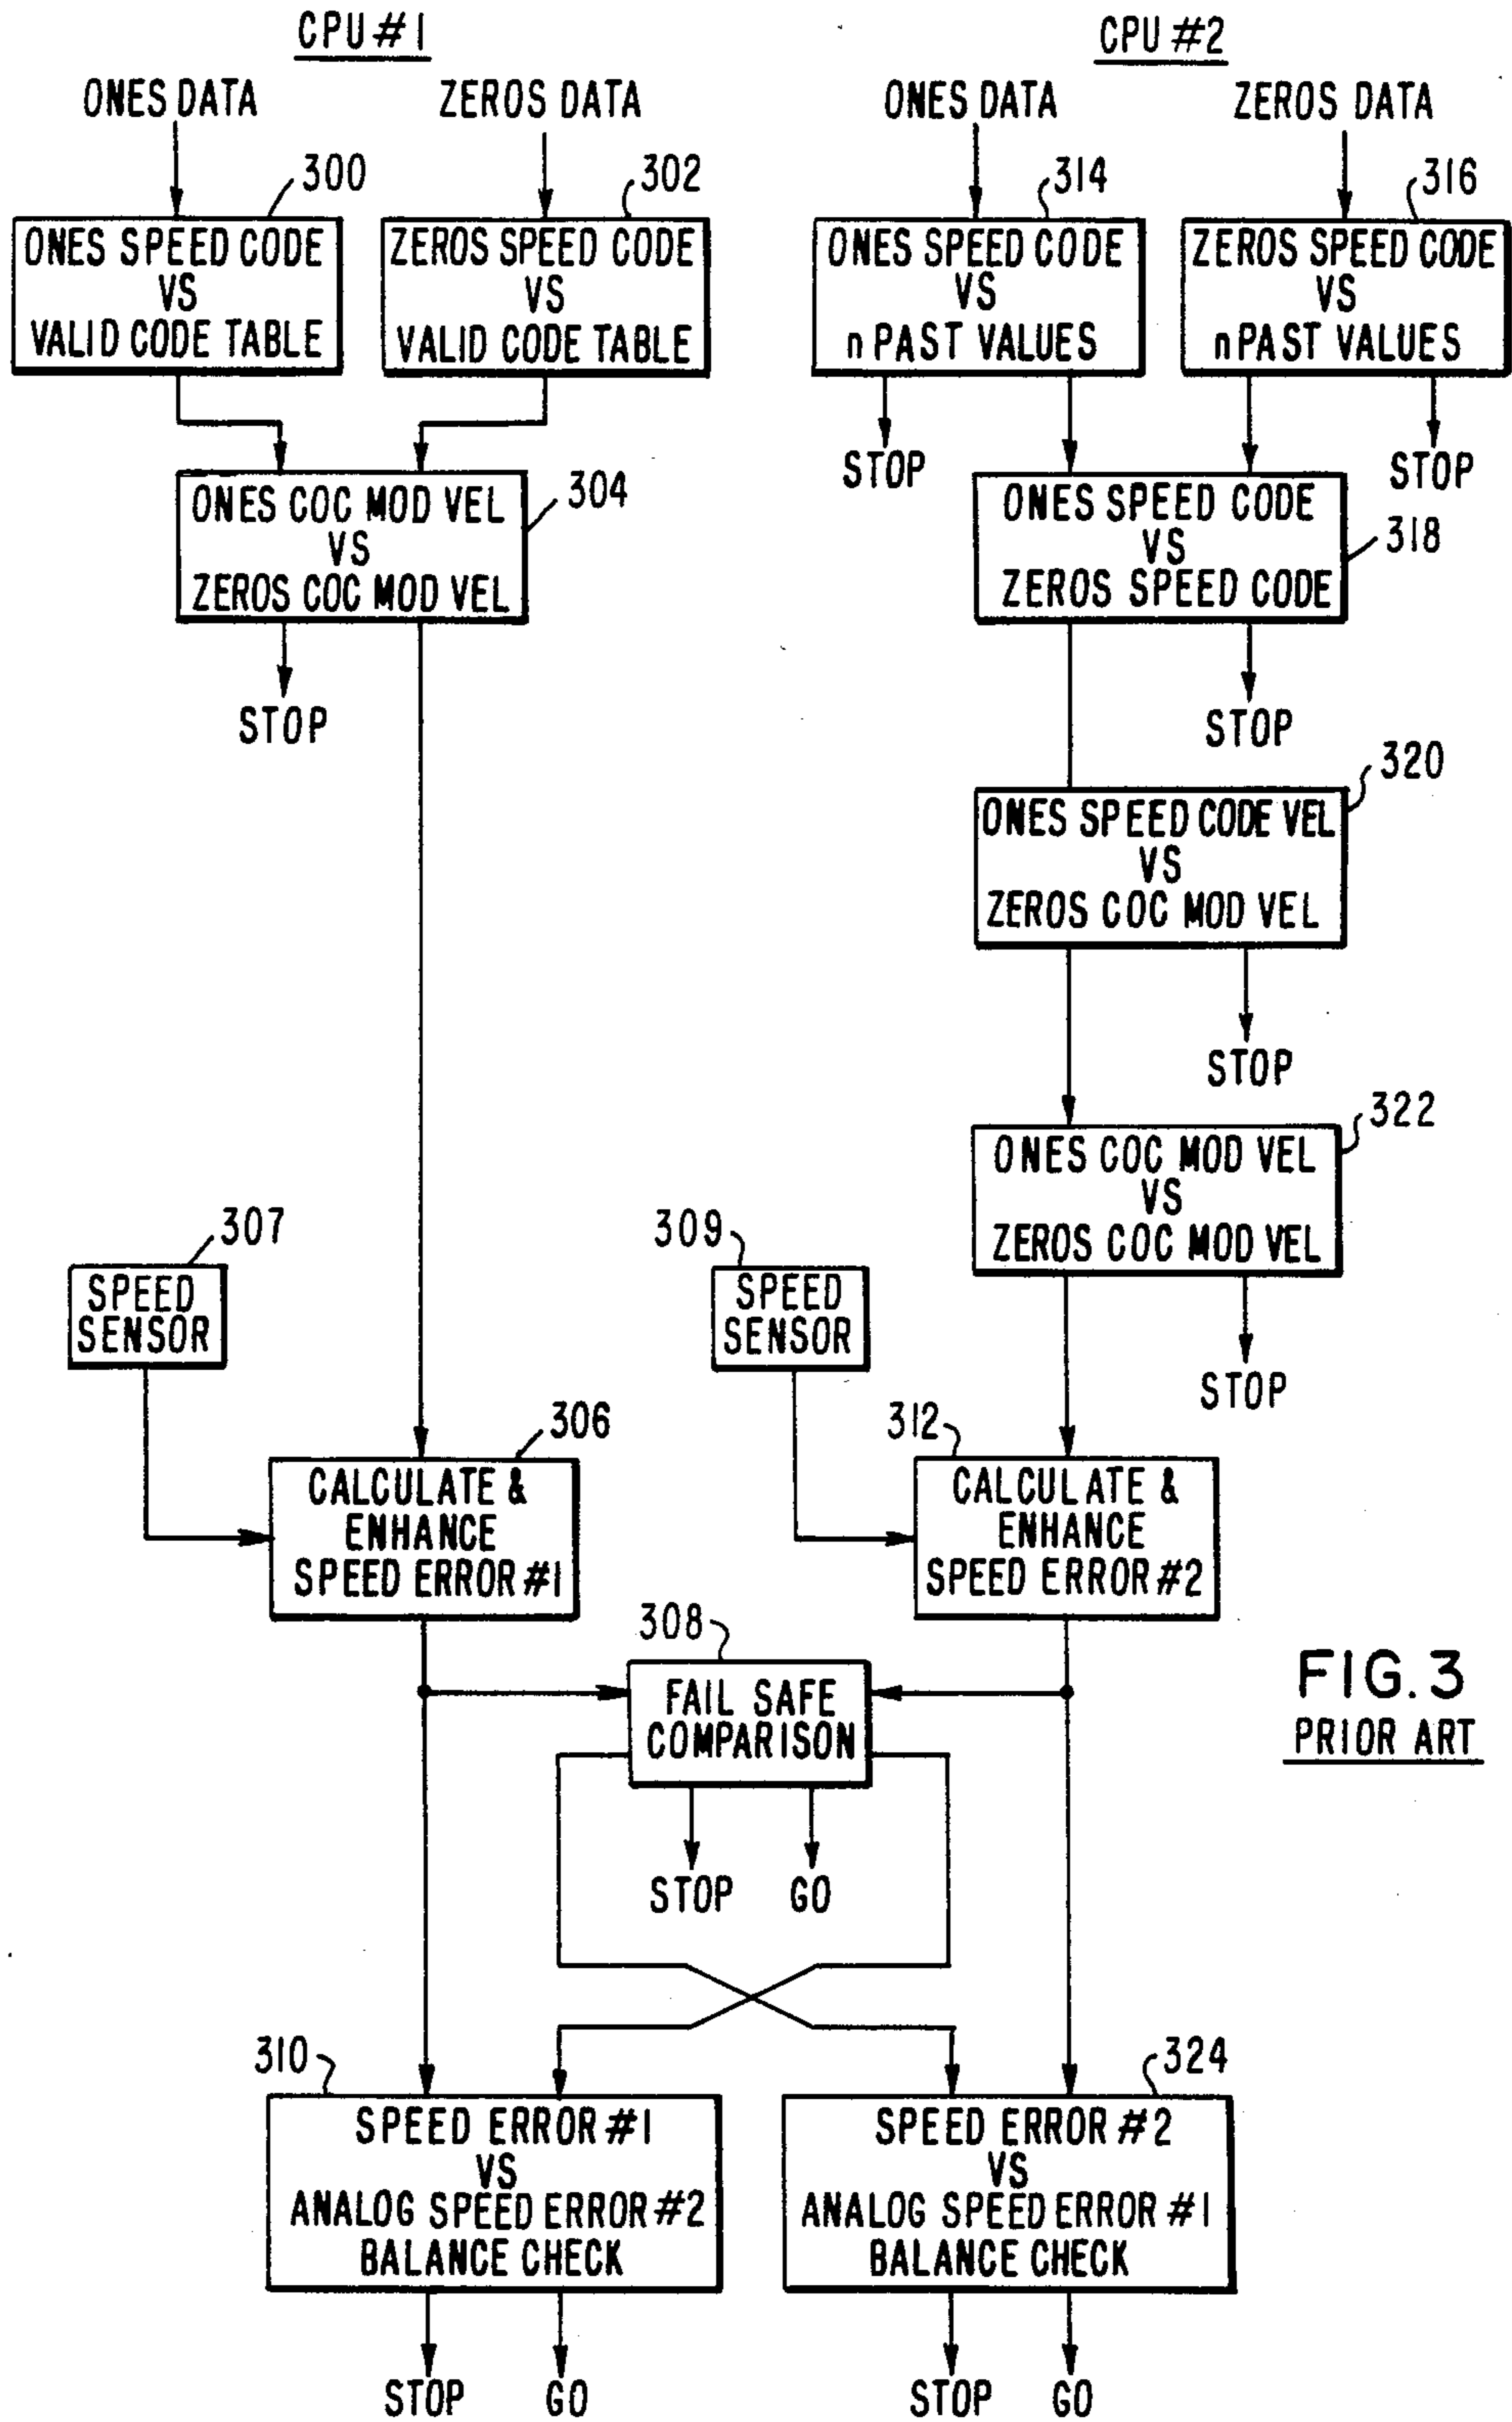 CPU #1
CPU #2
ONES DATA
ZEROS DATA
ONES DATA
ZEROS DATA
300
302
314
316
ONES SPEED CODE
VS
VALID CODE TABLE
ZEROS SPEED CODE
VS
VALID CODE TABLE
ONES SPEED CODE
VS
n PAST VALUES
ZEROS SPEED CODE
VS
n PAST VALUES
STOP
STOP
ONES COC MOD VEL
VS
ZEROS COC MOD VEL
304
STOP
ONES SPEED CODE
VS
ZEROS SPEED CODE
318
STOP
320
ONES SPEED CODE VEL
VS
ZEROS COC MOD VEL
STOP
322
ONES COC MOD VEL
VS
ZEROS COC MOD VEL
STOP
307
SPEED
SENSOR
309
SPEED
SENSOR
306
CALCULATE &
ENHANCE
SPEED ERROR #1
312
CALCULATE &
ENHANCE
SPEED ERROR #2
308
FAIL SAFE
COMPARISON
STOP
GO
FIG. 3
PRIOR ART
310
SPEED ERROR #1
VS
ANALOG SPEED ERROR #2
BALANCE CHECK
324
SPEED ERROR #2
VS
ANALOG SPEED ERROR #1
BALANCE CHECK
STOP
GO
STOP
GO